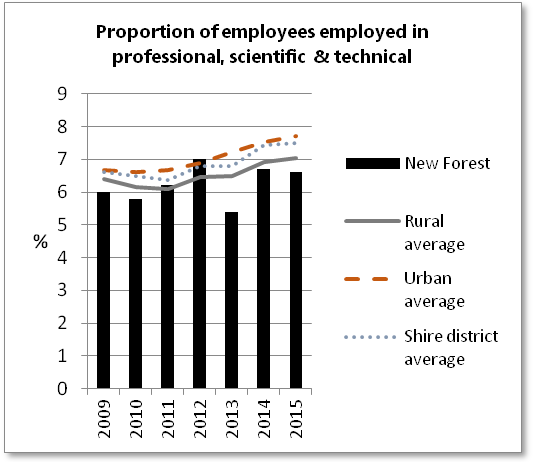 Proportion of employees employed in
professional, scientific & technical
9
8
7
6
5
4
3
2
1
0
%
2009
2010
2011
2012
2013
2014
2015
New Forest
Rural
average
Urban
average
Shire district
average